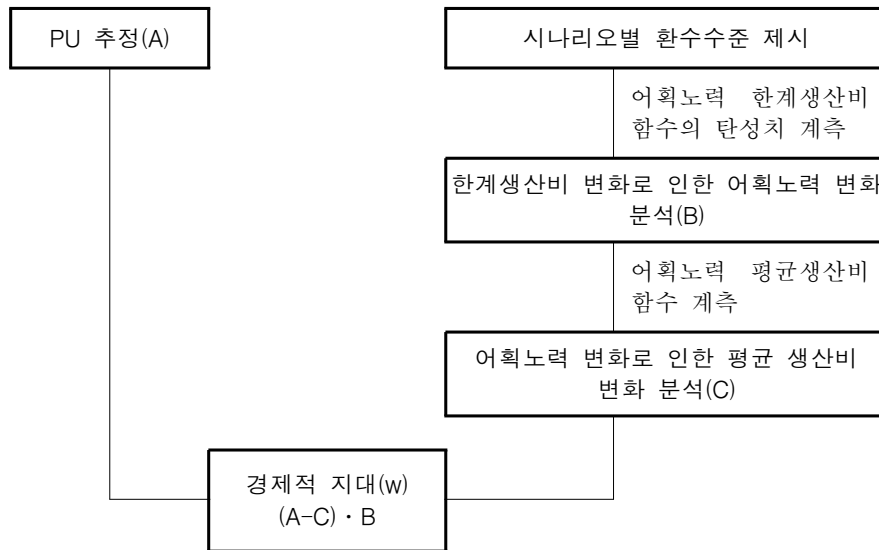 PU 추정(A)
시나리오별 환수수준 제시
어획노력 한계생산비
함수의 탄성치 계측
한계생산비 변화로 인한 어획노력 변화
분석(B)
어획노력 평균생산비
함수 계측
어획노력 변화로 인한 평균 생산비
변화 분석(C)
경제적 지대(w)
(A-C)·B